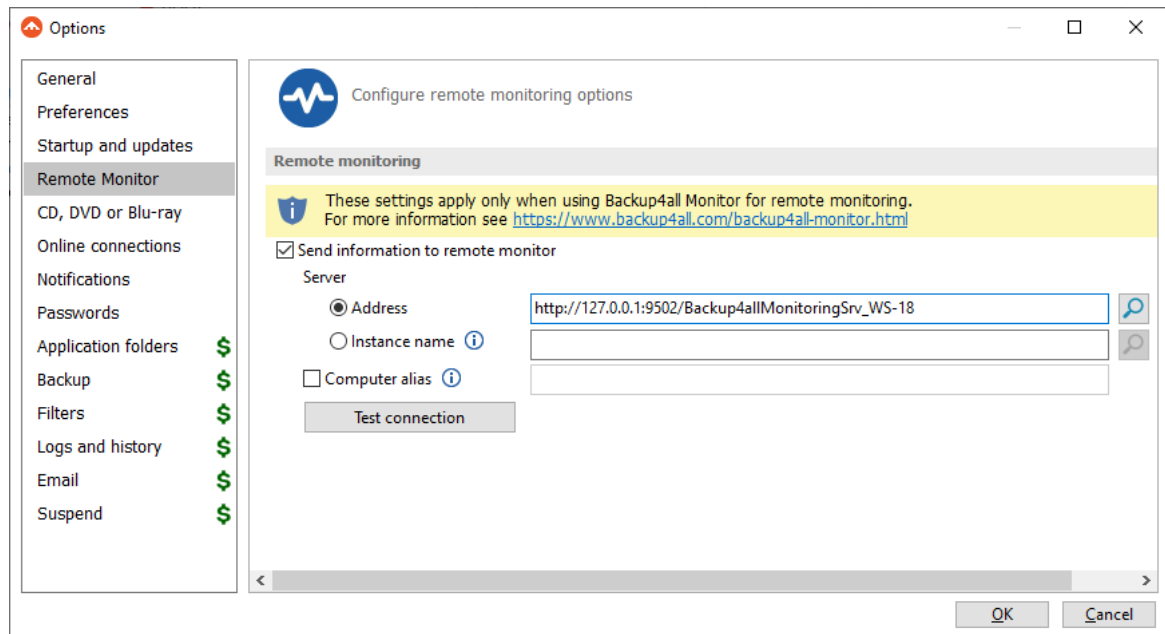 Options
General
Preferences
Startup and updates
Remote Monitor
CD, DVD or Blu-ray
Online connections
Notifications
Passwords
Application folders $
Backup $
Filters $
Logs and history $
Email $
Suspend $
Configure remote monitoring options
Remote monitoring
These settings apply only when using Backup4all Monitor for remote monitoring.
For more information see https://www.backup4all.com/backup4all-monitor.html
Send information to remote monitor
Server
Address http://127.0.0.1:9502/Backup4allMonitoringSrv_WS-18
Instance name
Computer alias
Test connection
OK Cancel